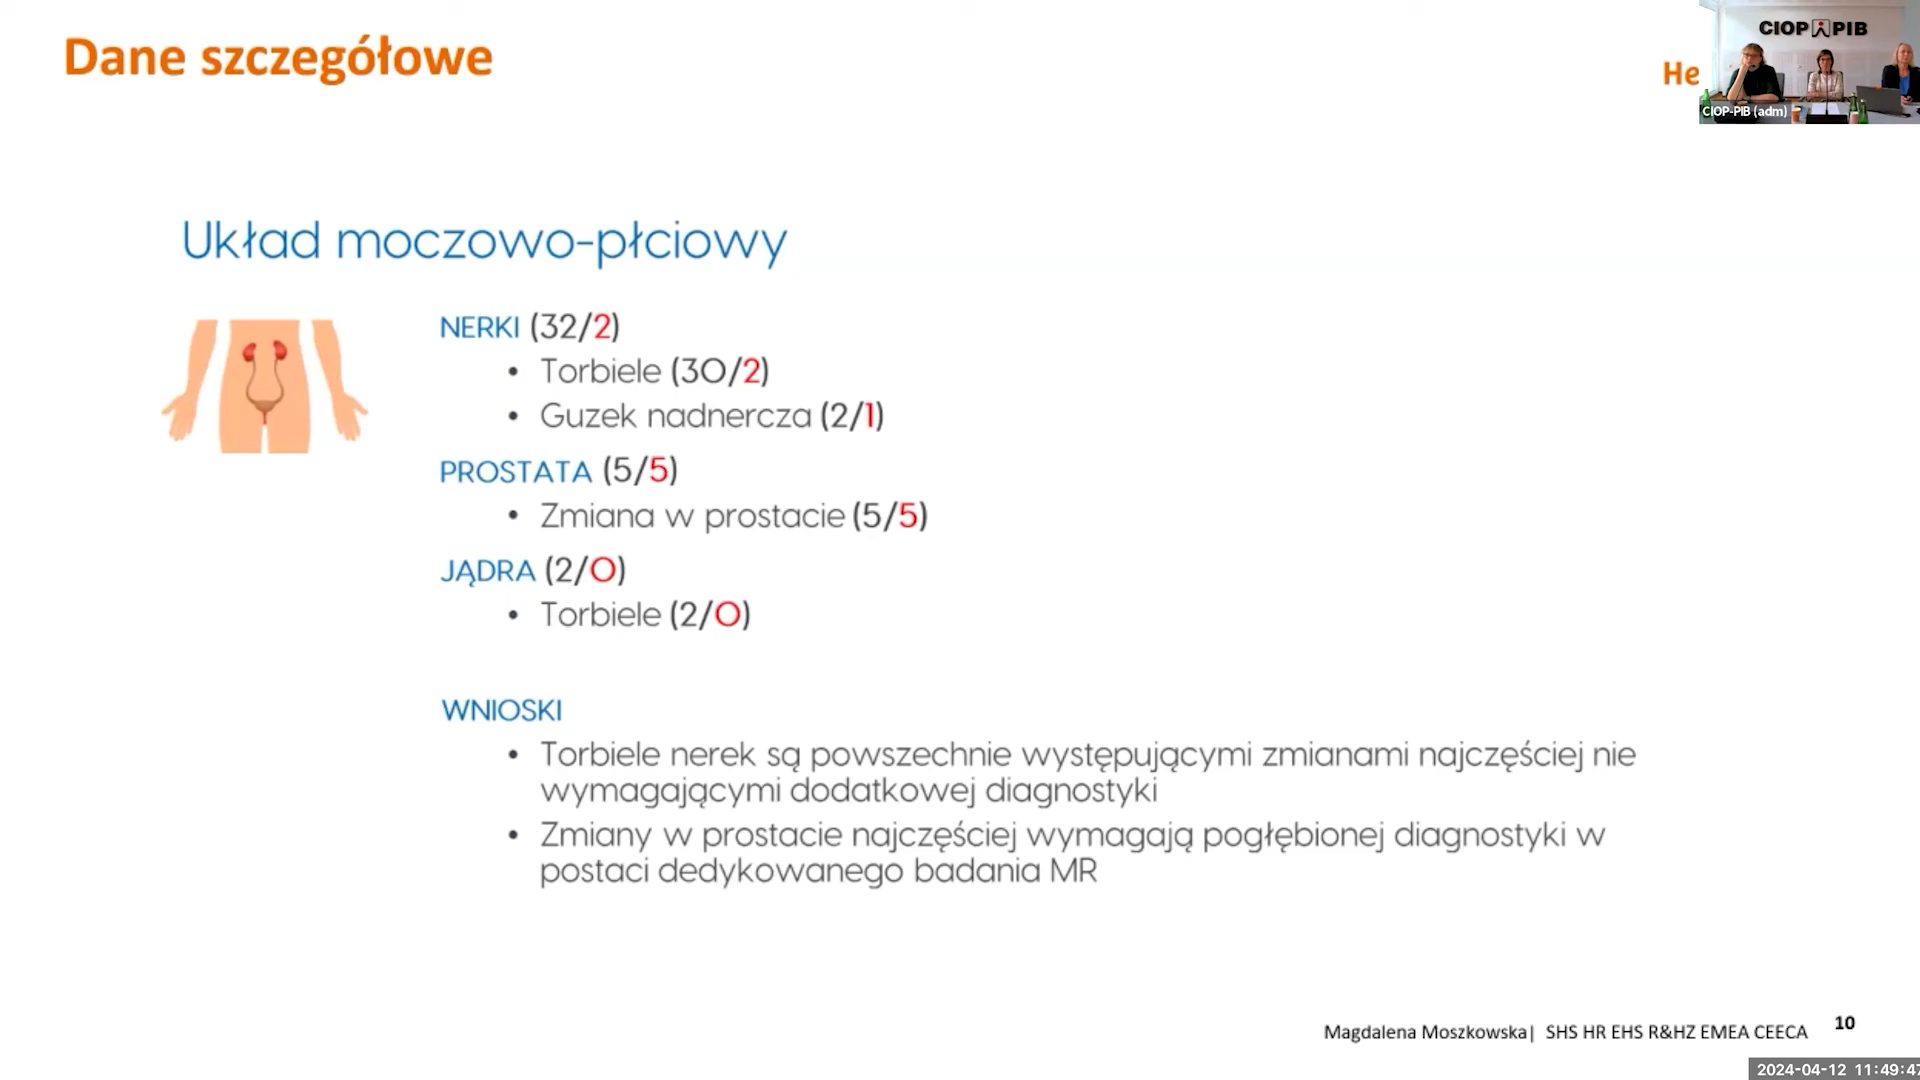 Dane szczegółowe
He
CIOP PIB
CIOP-PIB (adm)
Układ moczowo-płciowy
NERKI (32/2)
• Torbiele (30/2)
• Guzek nadnercza (2/1)
PROSTATA (5/5)
• Zmiana w prostacie (5/5)
JĄDRA (2/0)
• Torbiele (2/0)
WNIOSKI
• Torbiele nerek są powszechnie występującymi zmianami najczęściej nie
wymagającymi dodatkowej diagnostyki
• Zmiany w prostacie najczęściej wymagają pogłębionej diagnostyki w
postaci dedykowanego badania MR
Magdalena Moszkowska| SHS HR EHS R&HZ EMEA CEECA
10
2024-04-12 11:49:47